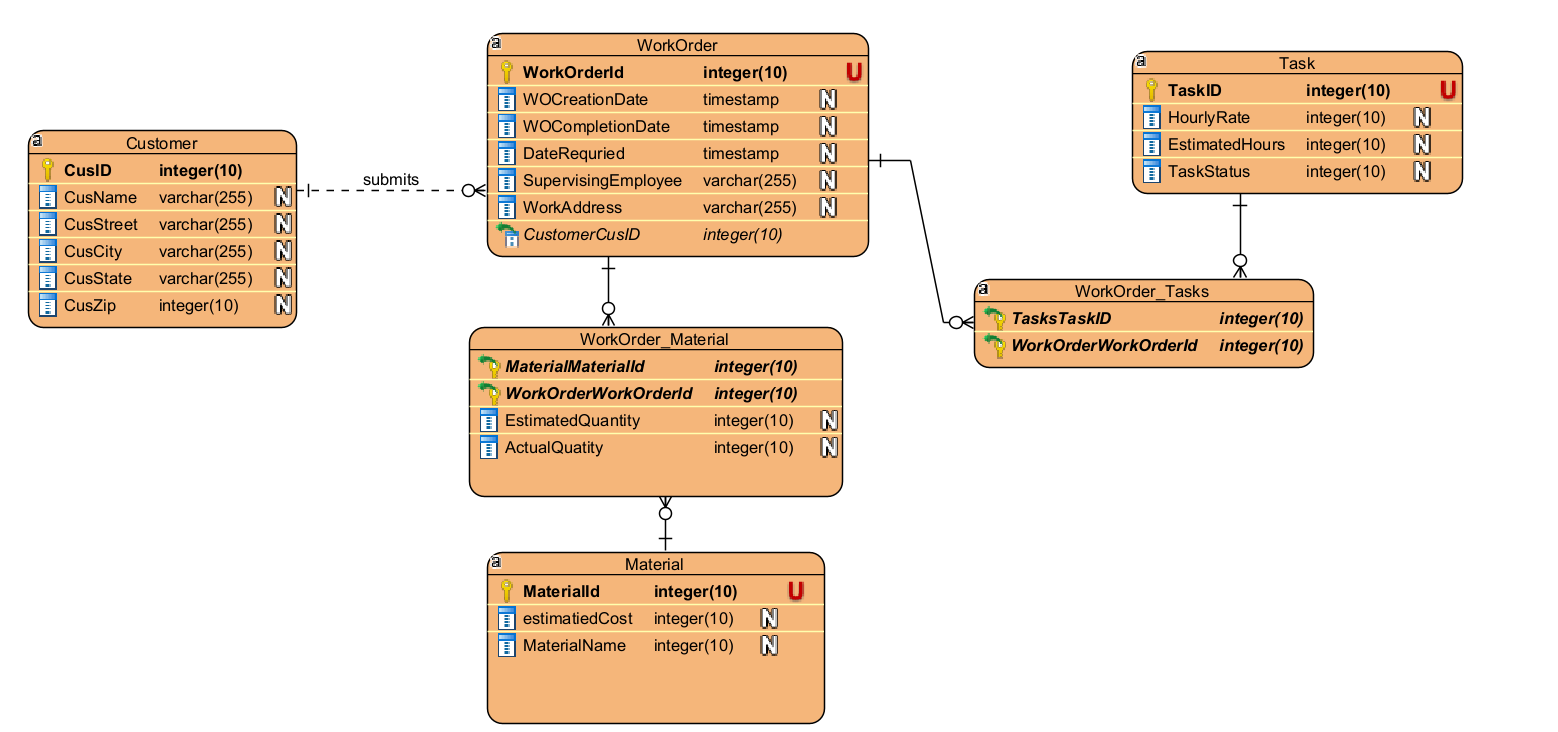 WorkOrder
WorkOrderId integer(10) U
WOCreationDate timestamp N
WOCompletionDate timestamp N
DateRequried timestamp N
SupervisingEmployee varchar(255) N
WorkAddress varchar(255) N
CustomerCusID integer(10)
Task
TaskID integer(10) U
HourlyRate integer(10) N
EstimatedHours integer(10) N
TaskStatus integer(10) N
Customer
CusID integer(10)
CusName varchar(255) N
CusStreet varchar(255) N
CusCity varchar(255) N
CusState varchar(255) N
CusZip integer(10) N
submits
WorkOrder_Tasks
TasksTaskID integer(10)
WorkOrderWorkOrderId integer(10)
WorkOrder_Material
MaterialMaterialId integer(10)
WorkOrderWorkOrderId integer(10)
EstimatedQuantity integer(10) N
ActualQuatity integer(10) N
Material
MaterialId integer(10) U
estimatiedCost integer(10) N
MaterialName integer(10) N